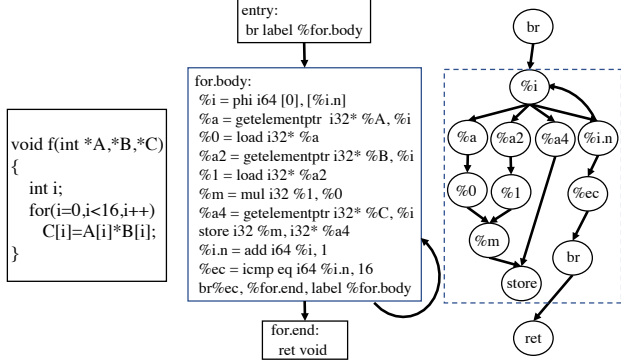 void f(int *A,*B,*C)
{
int i;
for(i=0,i<16,i++)
C[i]=A[i]*B[i];
}
entry:
br label %for.body
for.body:
%i = phi i64 [0], [%i.n]
%a = getelementptr i32* %A, %i
%0 = load i32* %a
%a2 = getelementptr i32* %B, %i
%1 = load i32* %a2
%m = mul i32 %1, %0
%a4 = getelementptr i32* %C, %i
store i32 %m, i32* %a4
%i.n = add i64 %i, 1
%ec = icmp eq i64 %i.n, 16
br%ec, %for.end, label %for.body
for.end:
ret void
br
%i
%a %a2 %a4 %i.n
%0 %1 %ec
%m
br
store
ret